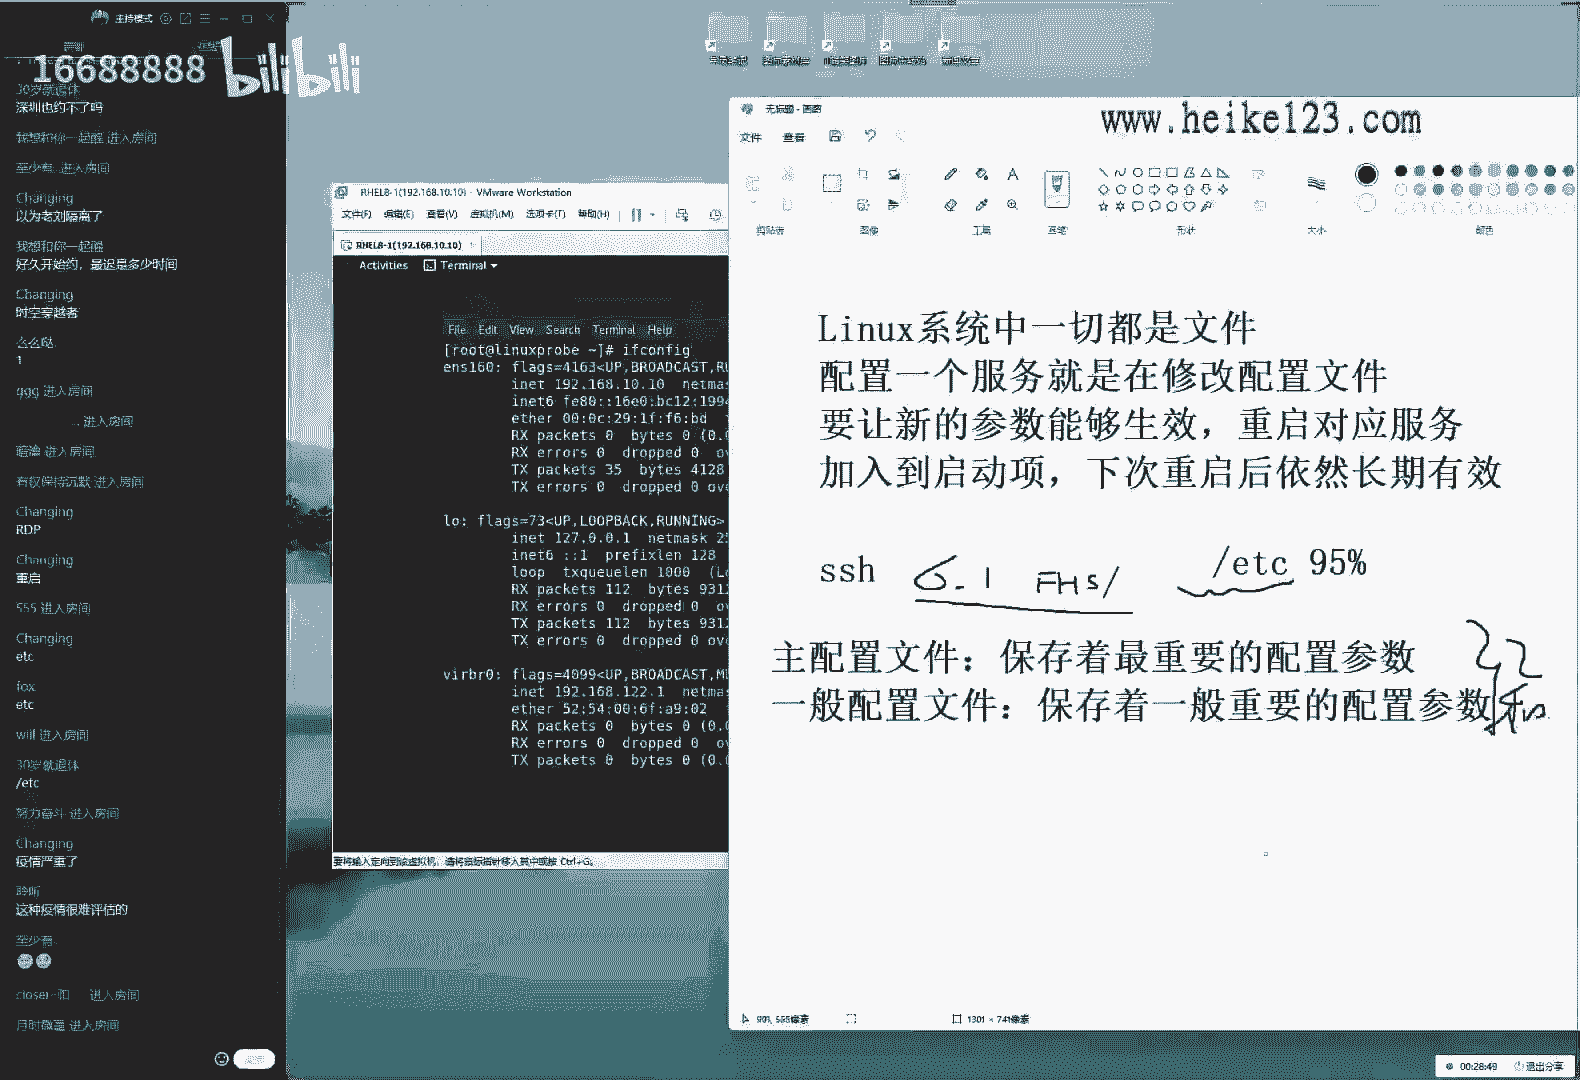 主持模式
16688888 bilibili
30岁就退休
深圳也约不了吗
我想和你一起醒 进入房间
至少有 进入房间
Changing
以为老刘隔离了
我想和你一起醒
好久开始约，最迟是多少时间
Changing
时空穿越者
么么哒
1
qqq 进入房间
... 进入房间
进入房间
有仅保持沉默 进入房间
Changing
RDP
Changing
重启
555 进入房间
Changing
etc
fox
etc
will 进入房间
30岁就退休
/etc
努力奋斗 进入房间
Changing
疫情严重了
聆听
这种疫情很难评估的
至少有
进入房间
进入房间
RHEL8-1(192.168.10.10) - VMware Workstation
文件(F) 编辑(E) 查看(V) 虚拟机(M) 选项卡(T) 帮助(H)
RHEL8-1(192.168.10.10)
Activities Terminal
File Edit View Search Terminal Help
[root@linuxprobe ~]# ifconfig
ens160: flags=4163<UP,BROADCAST,RU
inet 192.168.10.10 netma
inet6 fe80::16e0:bc12:1994
ether 00:0c:29:1f:f6:bd
RX packets 0 bytes 0 (0.0
RX errors 0 dropped 0 ov
TX packets 35 bytes 4128
TX errors 0 dropped 0 ove
lo: flags=73<UP,LOOPBACK,RUNNING>
inet 127.0.0.1 netmask 25
inet6 ::1 prefixlen 128
loop txqueuelen 1000 (Lo
RX packets 112 bytes 9312
RX errors 0 dropped 0 ov
TX packets 112 bytes 9312
TX errors 0 dropped 0 ov
virbr0: flags=4099<UP,BROADCAST,MU
inet 192.168.122.1 netmas
ether 52:54:00:6f:a9:02
RX packets 0 bytes 0 (0.0
RX errors 0 dropped 0 ov
TX packets 0 bytes 0 (0.0
要将输入定向到该虚拟机，请将鼠标指针移入其中或按 Ctrl+G。
无标题 - 画图
www.heike123.com
文件 查看
剪贴板 图像 工具 画笔 形状 大小 颜色
Linux系统中一切都是文件
配置一个服务就是在修改配置文件
要让新的参数能够生效，重启对应服务
加入到启动项，下次重启后依然长期有效
ssh 6.1 FHS/ /etc 95%
主配置文件：保存着最重要的配置参数
一般配置文件：保存着一般重要的配置参数
1301 × 741像素
00:28:49 退出分享